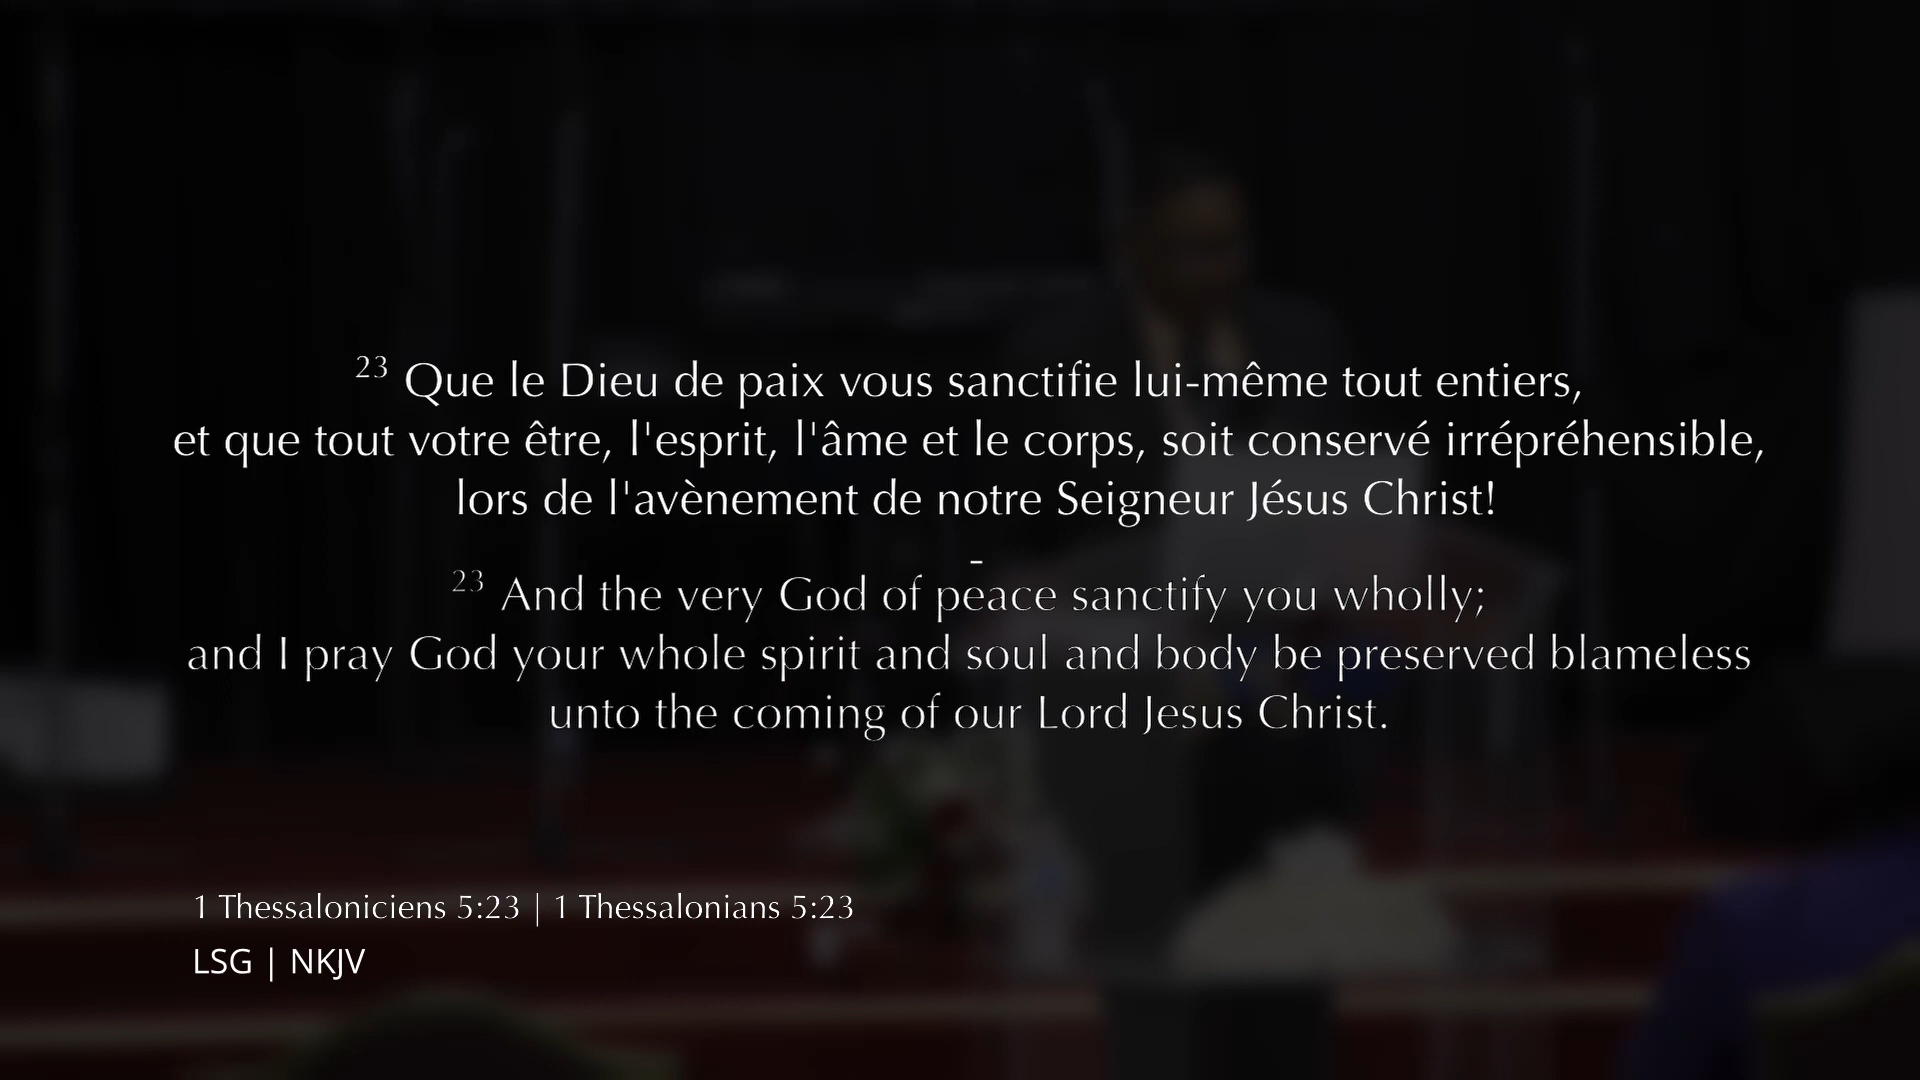 23 Que le Dieu de paix vous sanctifie lui-même tout entiers,
et que tout votre être, l'esprit, l'âme et le corps, soit conservé irrépréhensible,
lors de l'avènement de notre Seigneur Jésus Christ!
-
23 And the very God of peace sanctify you wholly;
and I pray God your whole spirit and soul and body be preserved blameless
unto the coming of our Lord Jesus Christ.
1 Thessaloniciens 5:23 | 1 Thessalonians 5:23
LSG | NKJV